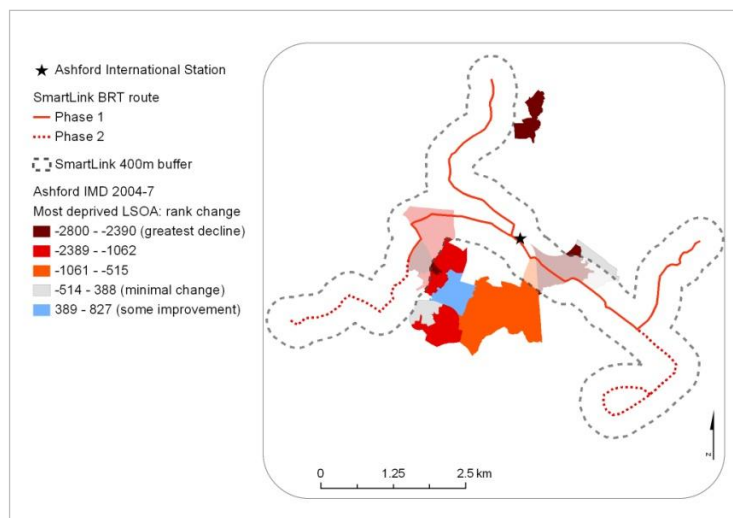 Ashford International Station
SmartLink BRT route
Phase 1
Phase 2
SmartLink 400m buffer
Ashford IMD 2004-7
Most deprived LSOA: rank change
-2800 - -2390 (greatest decline)
-2389 - -1062
-1061 - -515
-514 - 388 (minimal change)
389 - 827 (some improvement)
0 1.25 2.5 km
N